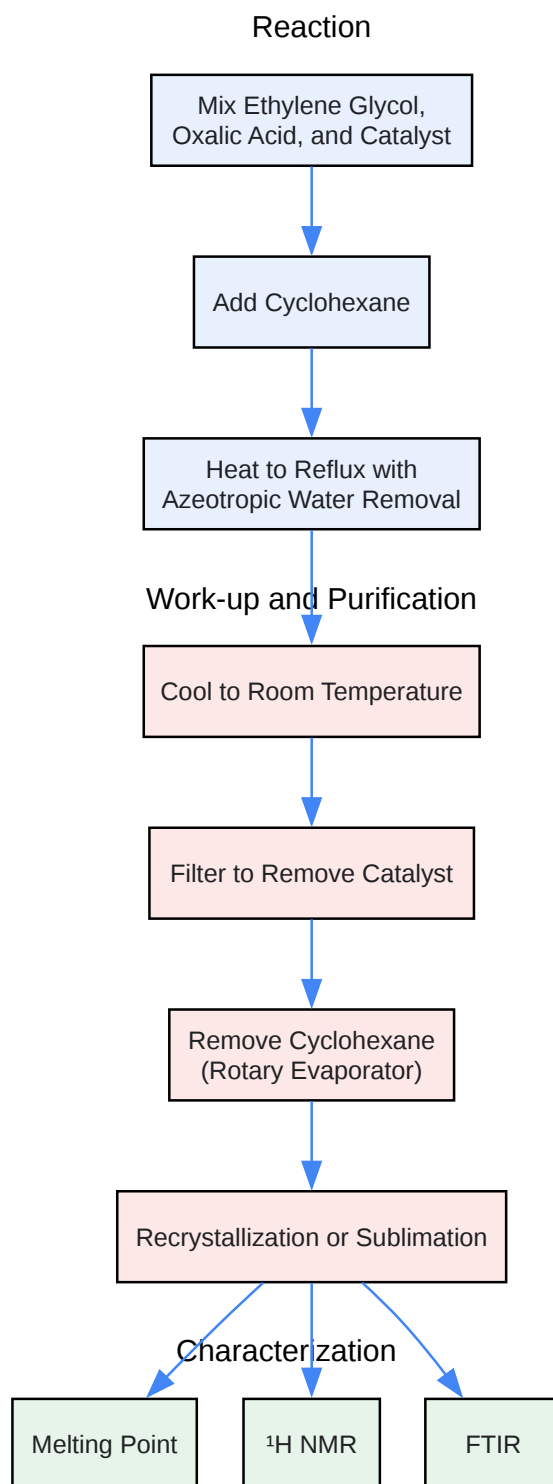 Reaction
Mix Ethylene Glycol,
Oxalic Acid, and Catalyst
Add Cyclohexane
Heat to Reflux with
Azeotropic Water Removal
Work-up and Purification
Cool to Room Temperature
Filter to Remove Catalyst
Remove Cyclohexane
(Rotary Evaporator)
Recrystallization or Sublimation
Characterization
Melting Point
¹H NMR
FTIR